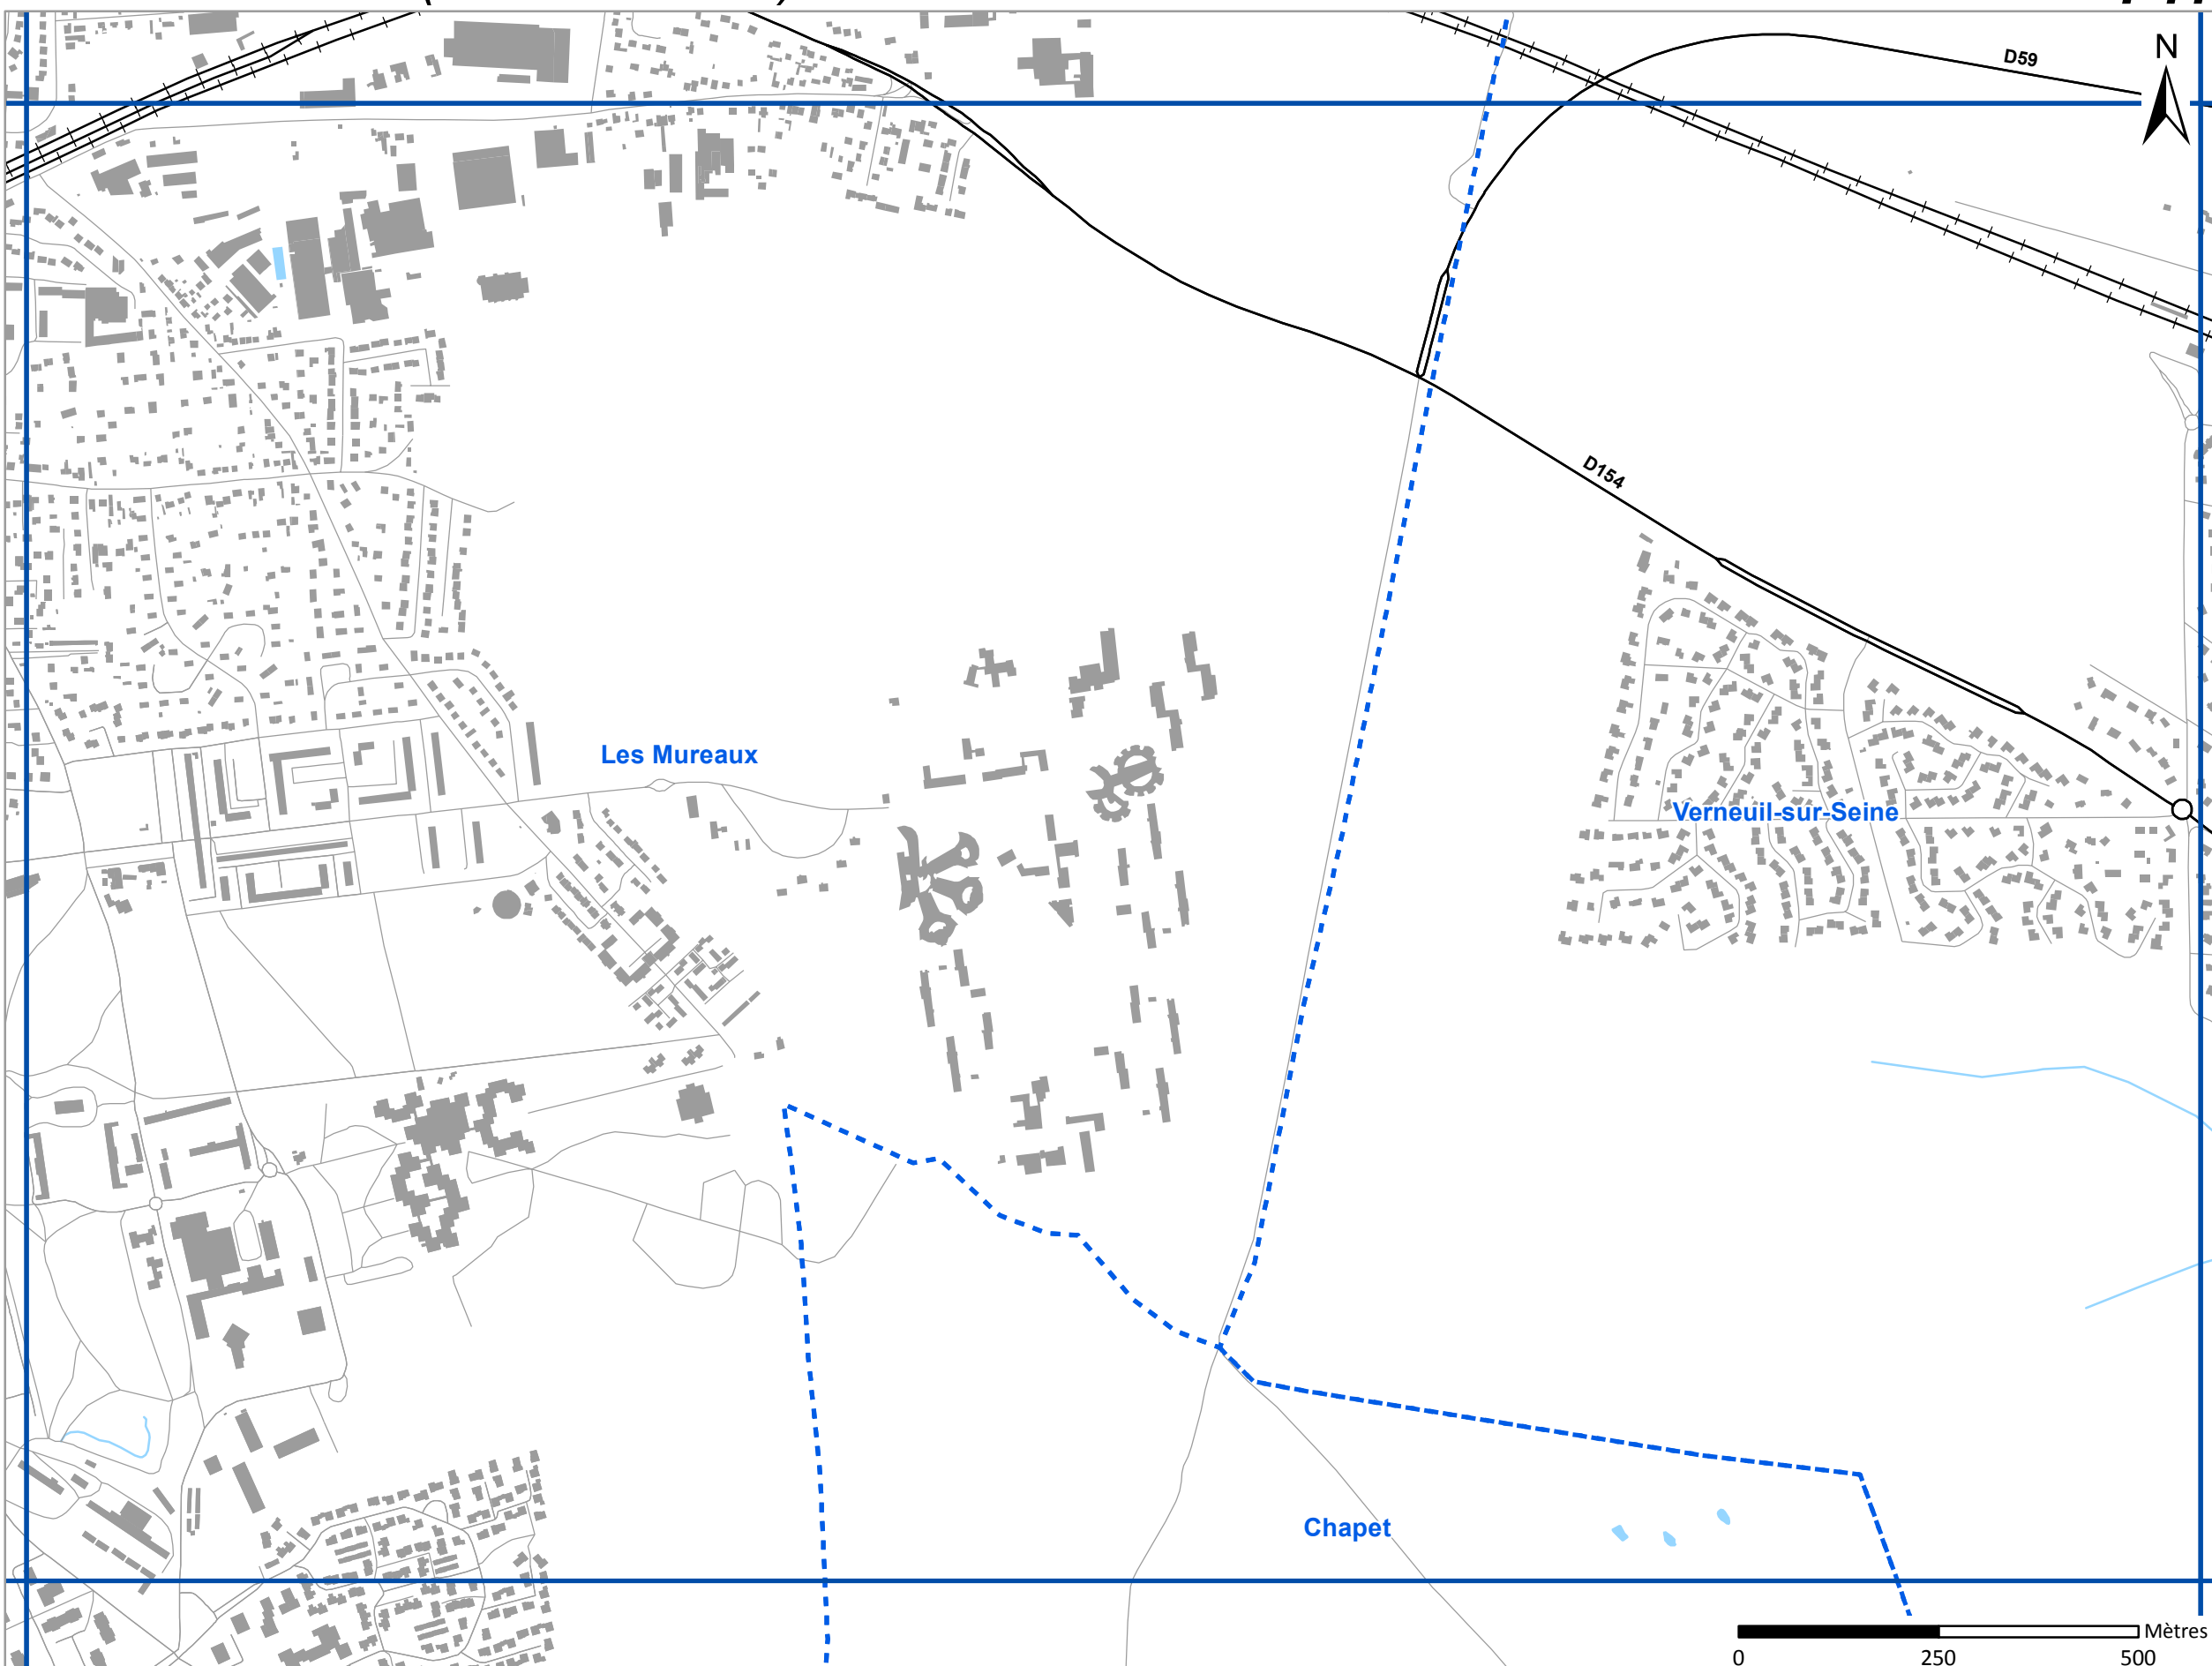 D59
N
D154
Les Mureaux
Verneuil-sur-Seine
Chapet
Mètres
0 250 500